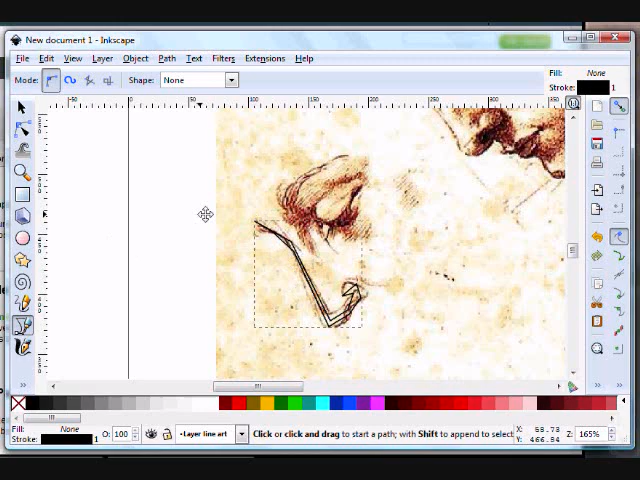 New document 1 - Inkscape
File Edit View Layer Object Path Text Filters Extensions Help
Mode: Shape: None
Fill: None
Stroke: 1
-50 0 50 100 150 200 250 300 350
Fill: None
Stroke: 1
O: 100
•Layer line art
Click or click and drag to start a path; with Shift to append to select
X: 58.73
Y: 466.94
Z: 165%